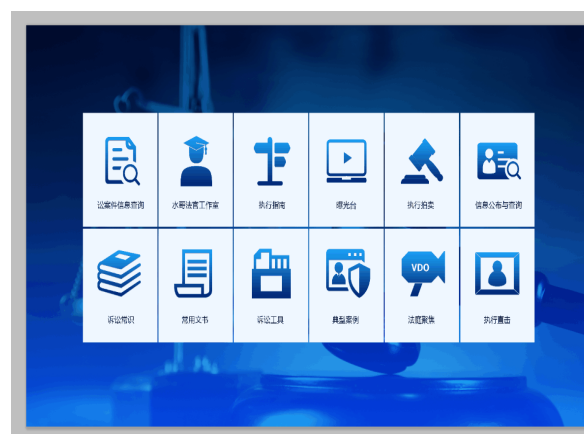 讼案件信息查询
水哥法官工作室
执行指南
曝光台
执行拍卖
信息公布与查询
VDO
诉讼常识
常用文书
诉讼工具
典型案例
法庭聚焦
执行直击